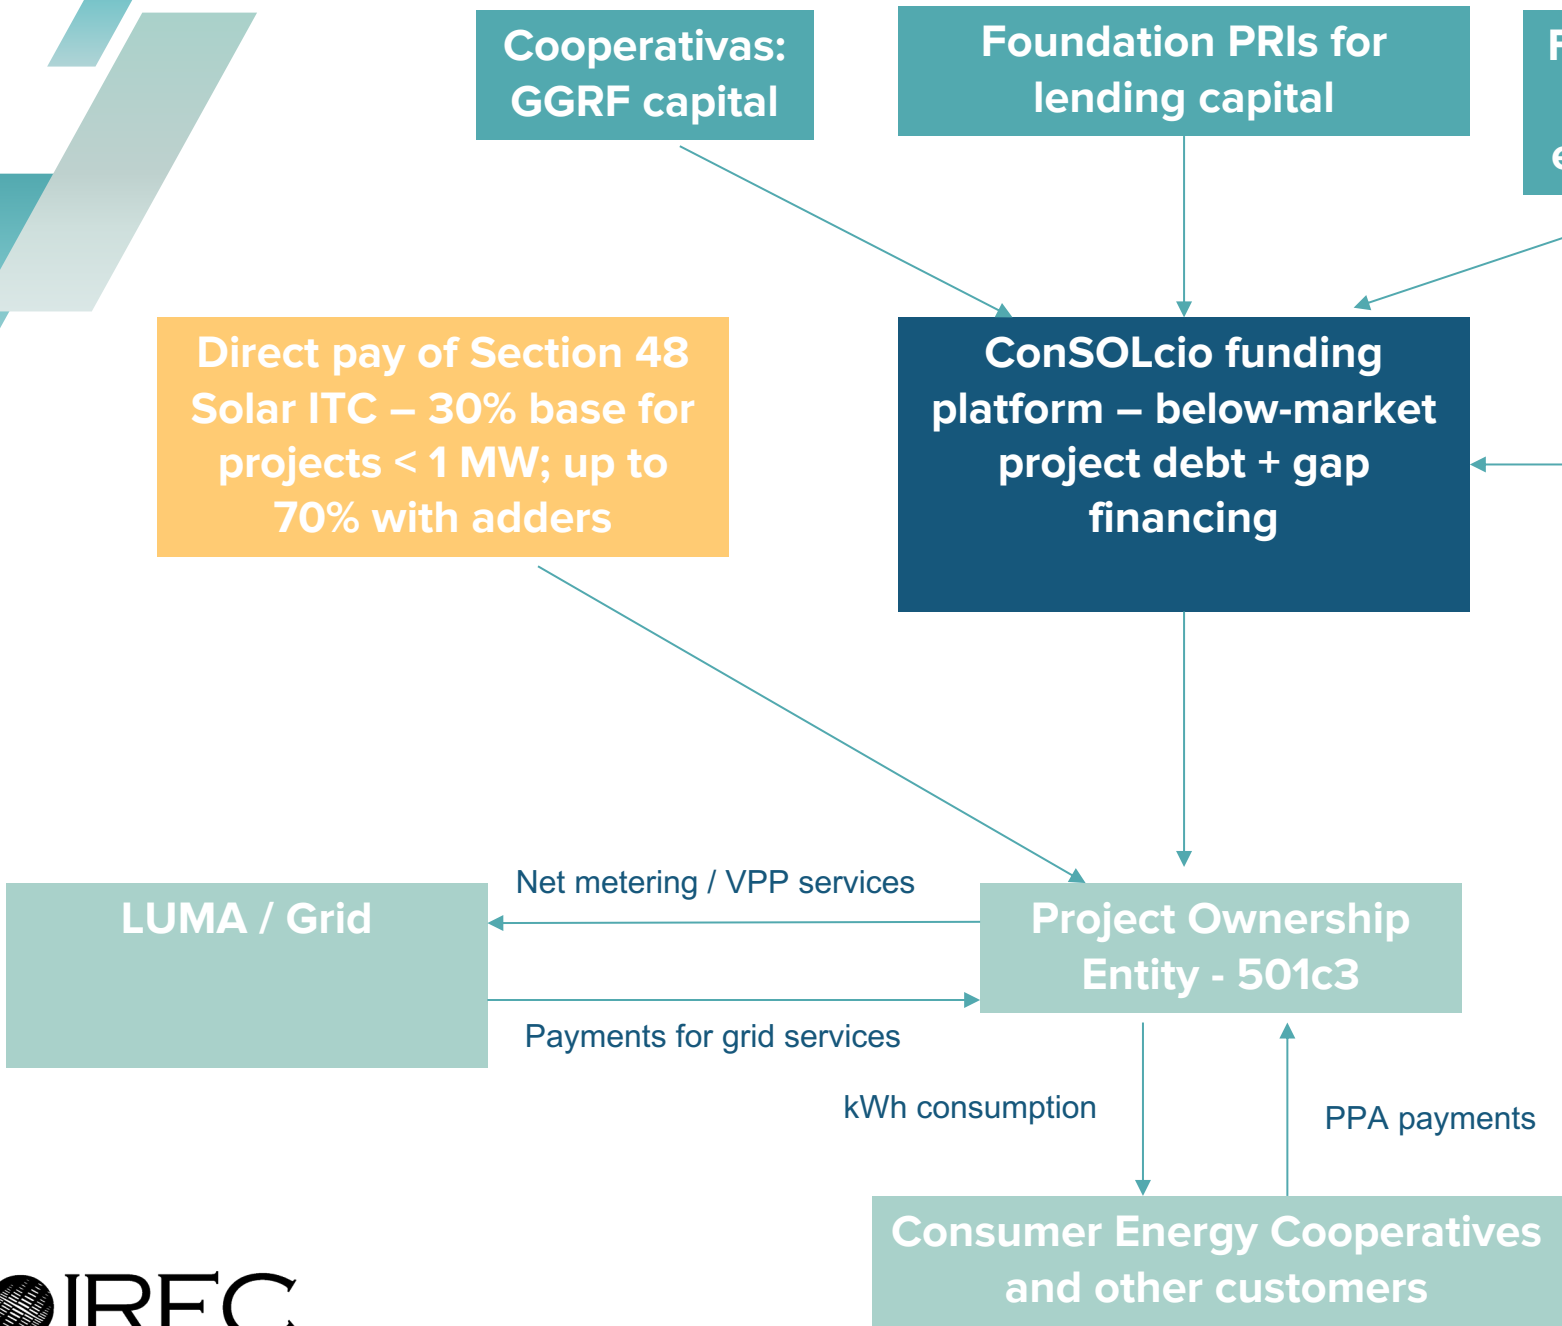 Cooperativas:
GGRF capital
Foundation PRIs for
lending capital
Direct pay of Section 48
Solar ITC – 30% base for
projects < 1 MW; up to
70% with adders
ConSOLcio funding
platform – below-market
project debt + gap
financing
Net metering / VPP services
LUMA / Grid
Project Ownership
Entity - 501c3
Payments for grid services
kWh consumption
PPA payments
Consumer Energy Cooperatives
and other customers
IREC